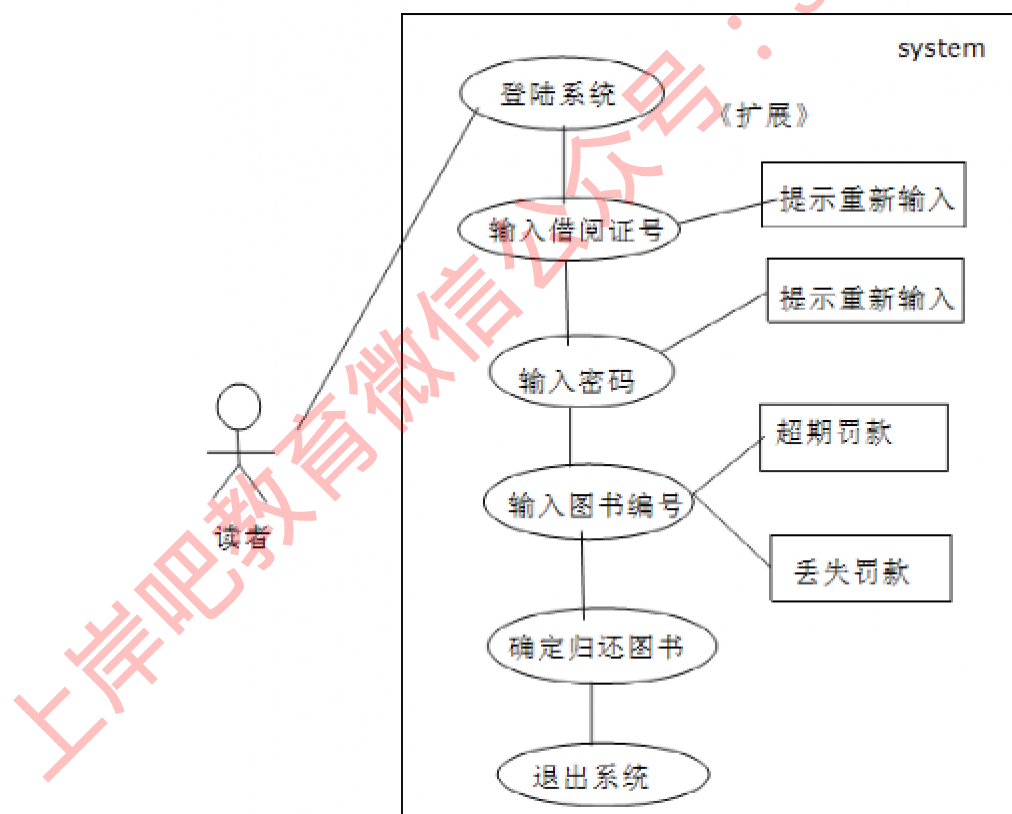 system
登陆系统
《扩展》
提示重新输入
输入借阅证号
提示重新输入
输入密码
超期罚款
输入图书编号
读者
丢失罚款
确定归还图书
退出系统
上岸吧教育微信公众号：